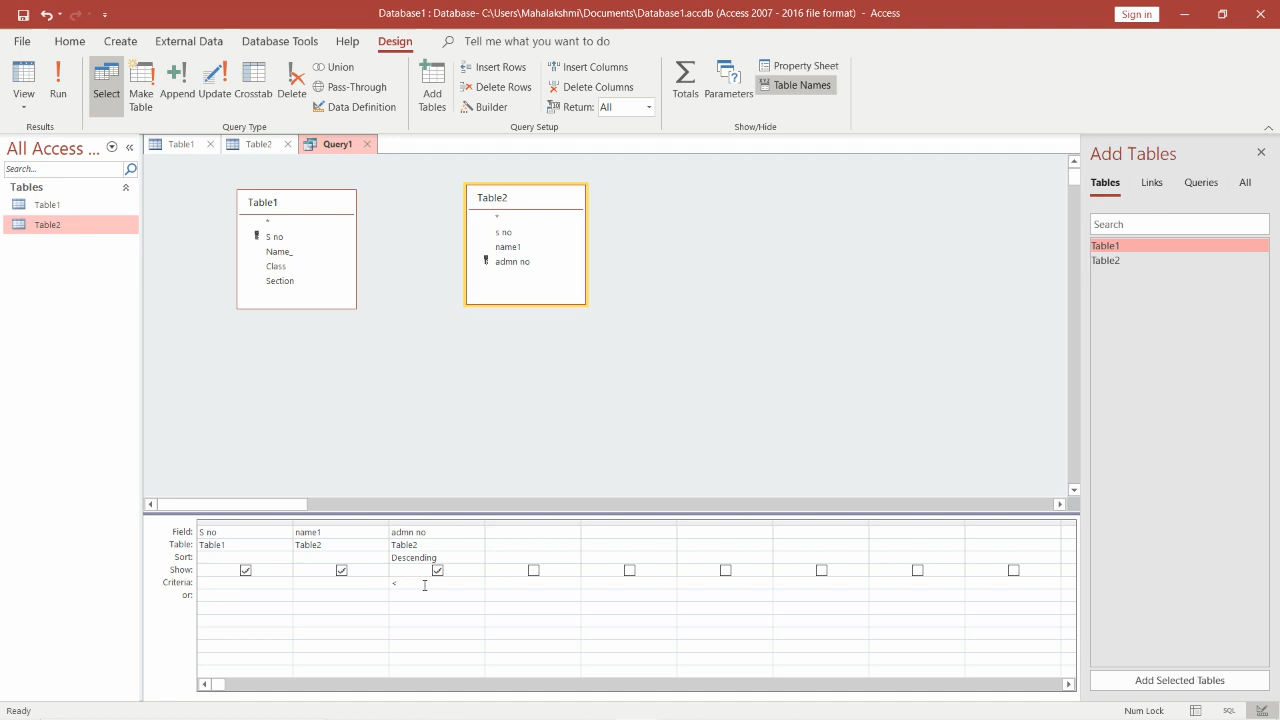 Database1 : Database- C:\Users\Mahalakshmi\Documents\Database1.accdb (Access 2007 - 2016 file format) - Access
Sign in
File Home Create External Data Database Tools Help Design Tell me what you want to do
View
Run
Select
Make Table
Append
Update
Crosstab
Delete
Union
Pass-Through
Data Definition
Add Tables
Insert Rows
Delete Rows
Builder
Insert Columns
Delete Columns
Return: All
Totals
Parameters
Property Sheet
Table Names
Results
Query Type
Query Setup
Show/Hide
All Access ...
Search...
Tables
Table1
Table2
Table1
Table2
Query1
Table1
*
S no
Name_
Class
Section
Table2
*
s no
name1
admn no
Field: S no name1 admn no
Table: Table1 Table2 Table2
Sort: Descending
Show:
Criteria: <
or:
Add Tables
Tables Links Queries All
Search
Table1
Table2
Add Selected Tables
Ready
Num Lock
SQL